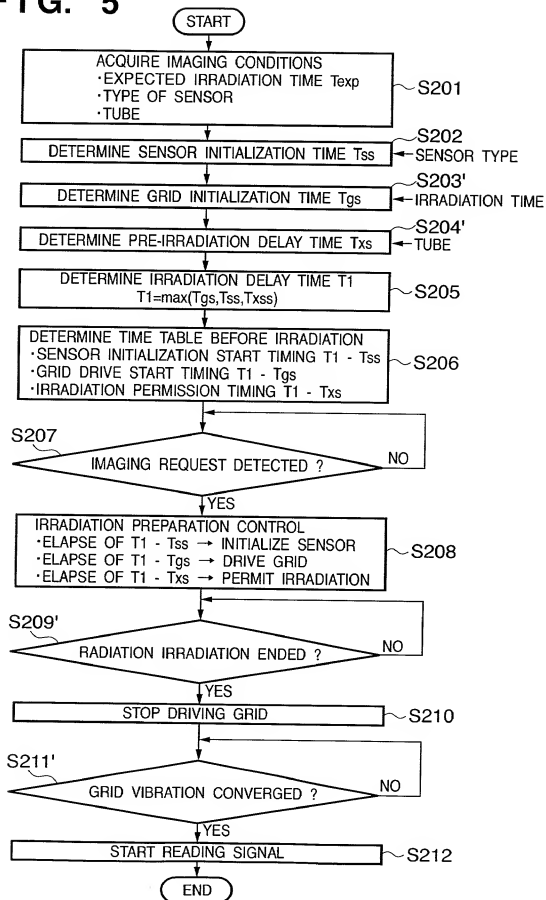 FIG. 5
START
ACQUIRE IMAGING CONDITIONS
·EXPECTED IRRADIATION TIME Texp
·TYPE OF SENSOR
·TUBE
S201
S202
DETERMINE SENSOR INITIALIZATION TIME Tss
SENSOR TYPE
S203'
DETERMINE GRID INITIALIZATION TIME Tgs
IRRADIATION TIME
S204'
DETERMINE PRE-IRRADIATION DELAY TIME Txs
TUBE
DETERMINE IRRADIATION DELAY TIME T1
T1=max(Tgs,Tss,Txss)
S205
DETERMINE TIME TABLE BEFORE IRRADIATION
·SENSOR INITIALIZATION START TIMING T1 - Tss
·GRID DRIVE START TIMING T1 - Tgs
·IRRADIATION PERMISSION TIMING T1 - Txs
S206
S207
IMAGING REQUEST DETECTED ?
NO
YES
IRRADIATION PREPARATION CONTROL
·ELAPSE OF T1 - Tss → INITIALIZE SENSOR
·ELAPSE OF T1 - Tgs → DRIVE GRID
·ELAPSE OF T1 - Txs → PERMIT IRRADIATION
S208
S209'
RADIATION IRRADIATION ENDED ?
NO
YES
STOP DRIVING GRID
S210
S211'
GRID VIBRATION CONVERGED ?
NO
YES
START READING SIGNAL
S212
END